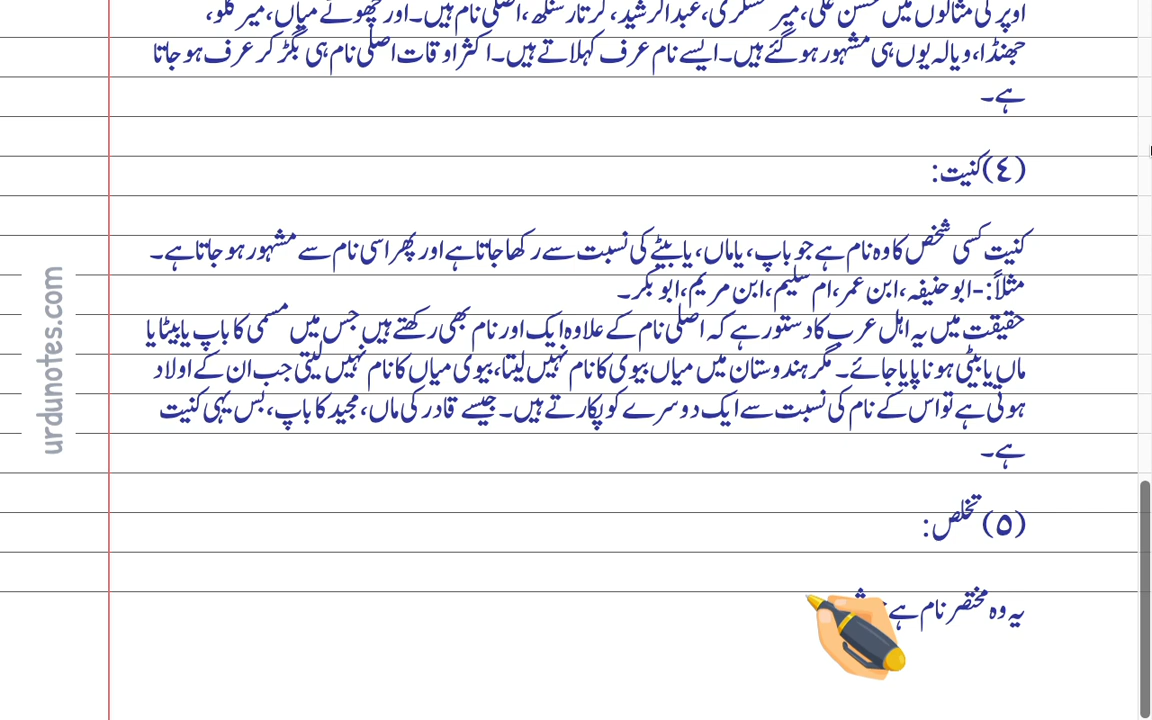 اوپر کی مثالوں میں حسن علی، میر عسکری، عبدالرشید، کرتار سنگھ، اصلی نام ہیں۔ اور چھوٹے میاں، میر کلو،
جھنڈا، ویالہ یوں ہی مشہور ہو گئے ہیں۔ ایسے نام عرف کہلاتے ہیں۔ اکثر اوقات اصلی نام ہی بگڑ کر عرف ہو جاتا
ہے۔
(٤) کنیت:
کنیت کسی شخص کا وہ نام ہے جو باپ، یا ماں، یا بیٹے کی نسبت سے رکھا جاتا ہے اور پھر اسی نام سے مشہور ہو جاتا ہے۔
مثلاً:- ابو حنیفہ، ابن عمر، ام سلیم، ابن مریم، ابو بکر۔
حقیقت میں یہ اہل عرب کا دستور ہے کہ اصلی نام کے علاوہ ایک اور نام بھی رکھتے ہیں جس میں مسمی کا باپ یا بیٹا یا
ماں یا بیٹی ہونا پایا جائے۔ مگر ہندوستان میں میاں بیوی کا نام نہیں لیتا، بیوی میاں کا نام نہیں لیتی جب ان کے اولاد
ہوتی ہے تو اس کے نام کی نسبت سے ایک دوسرے کو پکارتے ہیں۔ جیسے قادر کی ماں، مجید کا باپ، بس یہی کنیت
ہے۔
(٥) تخلص:
یہ وہ مختصر نام ہے
urdunotes.com